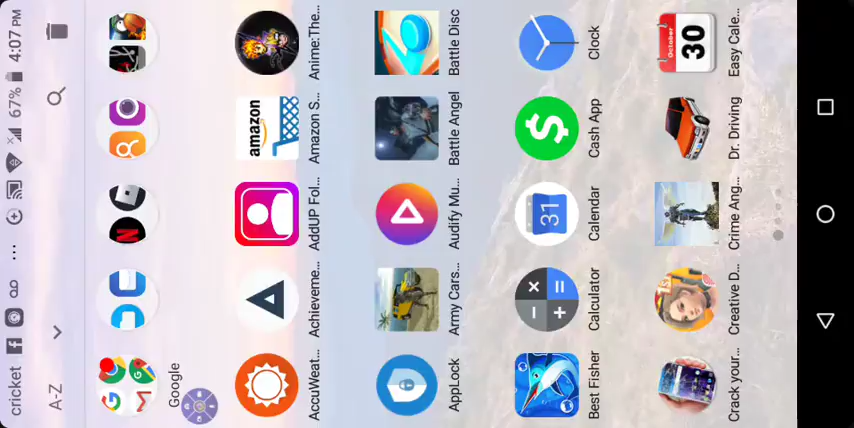 cricket 67% 4:07 PM
A-Z
Google
AccuWeat...
Achieveme...
AddUP Fol...
amazon
Amazon S...
Anime:The...
AppLock
Army Cars...
Audify Mu...
Battle Angel
Battle Disc
Best Fisher
Calculator
31
Calendar
Cash App
Clock
Crack your...
Creative D...
Crime Ang...
Dr. Driving
October
30
Easy Cale...